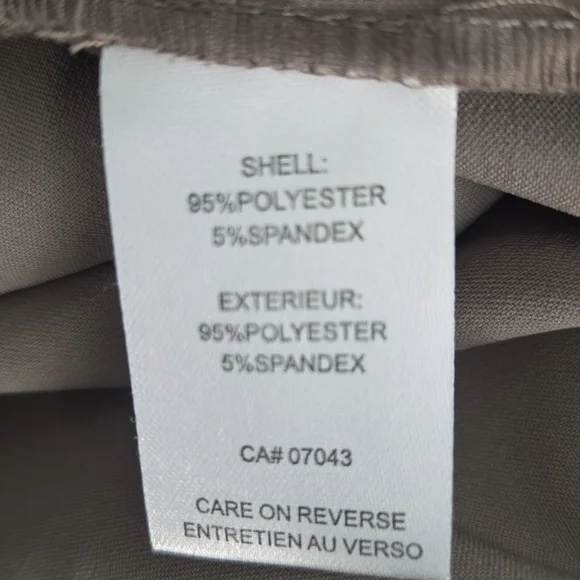 SHELL:
95%POLYESTER
5%SPANDEX
EXTERIEUR:
95%POLYESTER
5%SPANDEX
CA# 07043
CARE ON REVERSE
ENTRETIEN AU VERSO